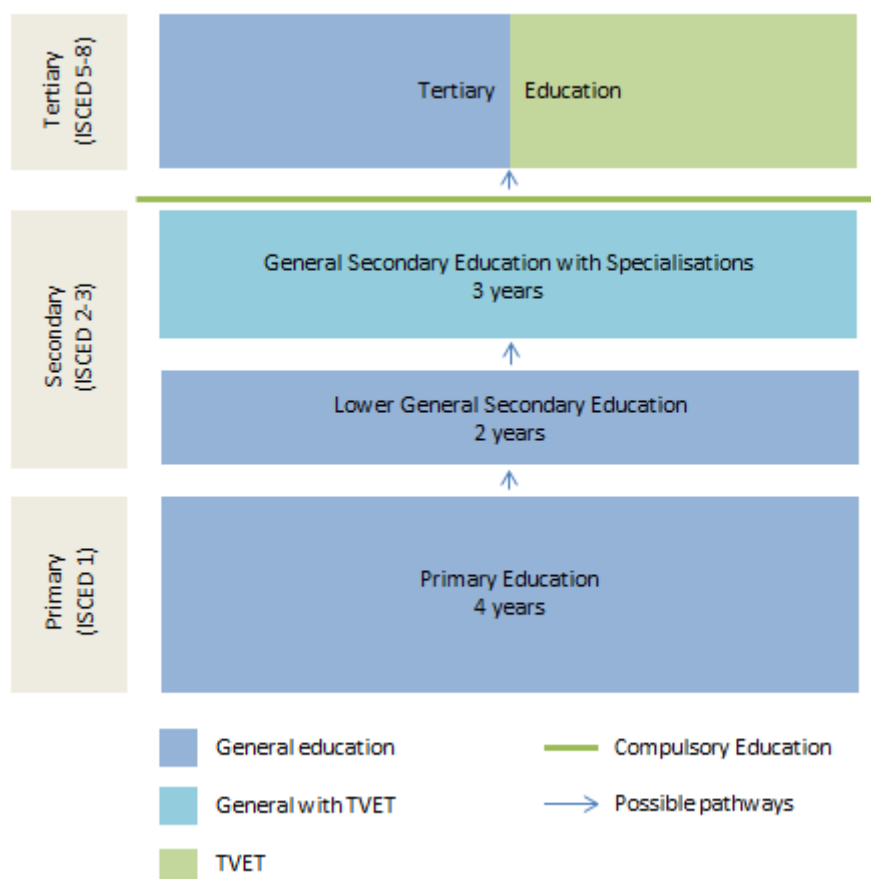 Tertiary
(ISCED 5-8)
Tertiary Education
Secondary
(ISCED 2-3)
General Secondary Education with Specialisations
3 years
Lower General Secondary Education
2 years
Primary
(ISCED 1)
Primary Education
4 years
General education
Compulsory Education
General with TVET
Possible pathways
TVET